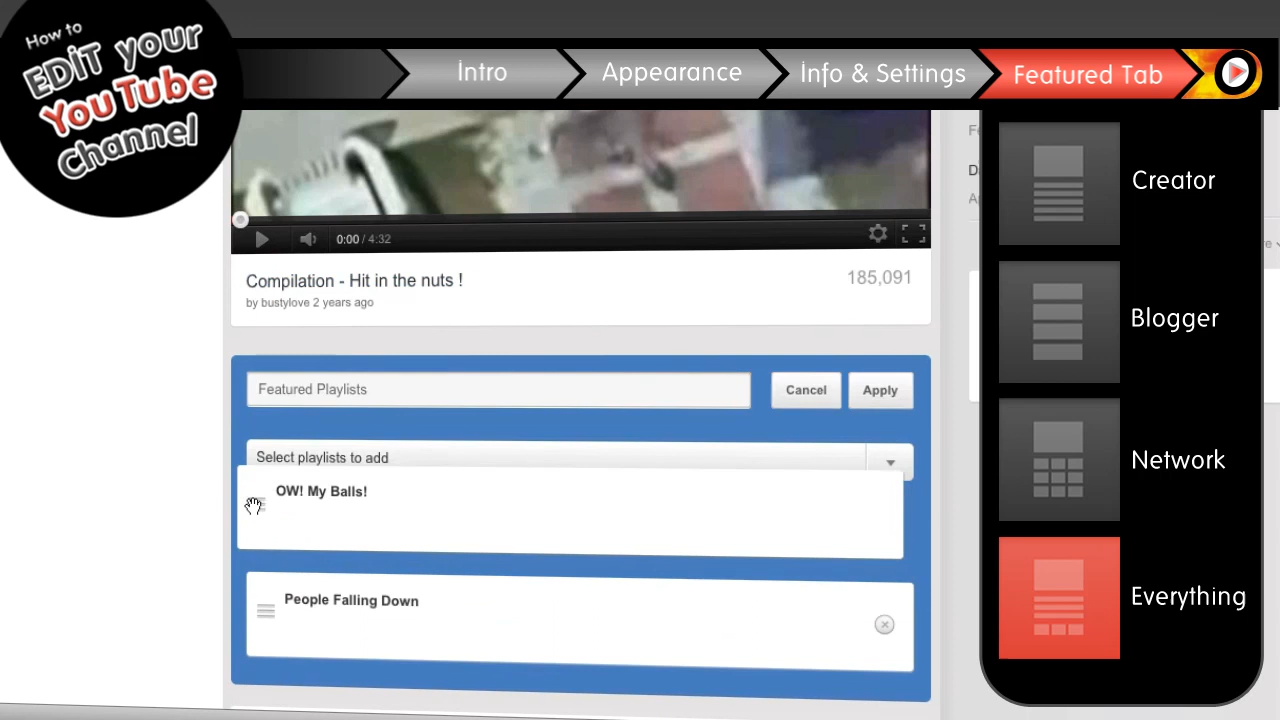 How to
EDiT your
YouTube
Channel
Intro
Appearance
Info & Settings
Featured Tab
0:00 / 4:32
Compilation - Hit in the nuts !
185,091
by bustylove 2 years ago
Featured Playlists
Cancel
Apply
Select playlists to add
OW! My Balls!
People Falling Down
Creator
Blogger
Network
Everything